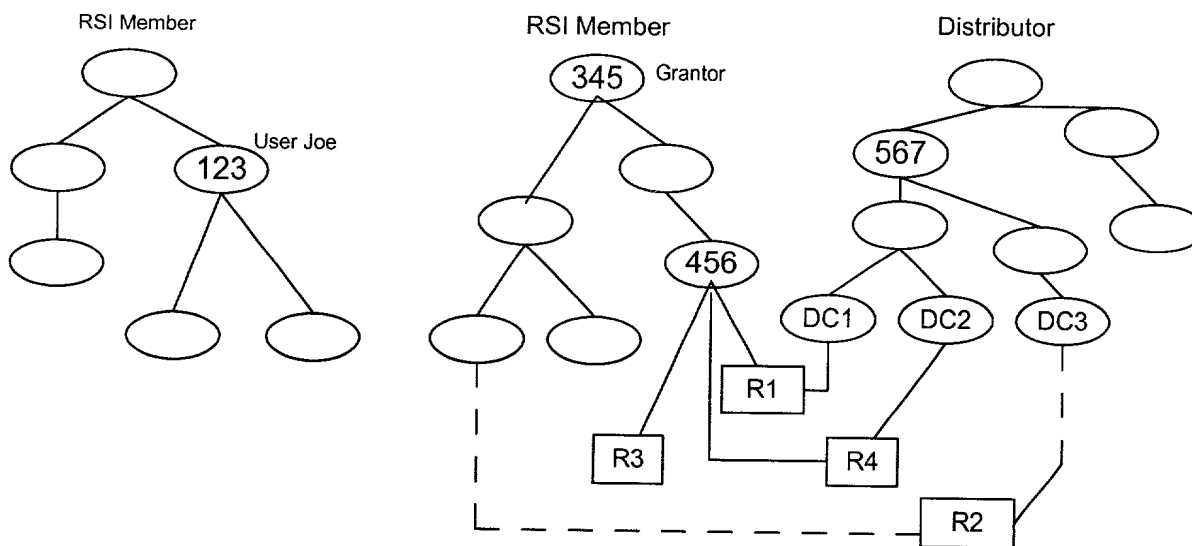 RSI Member
User Joe
123
RSI Member
345
Grantor
456
R3
R1
R4
R2
Distributor
567
DC1
DC2
DC3